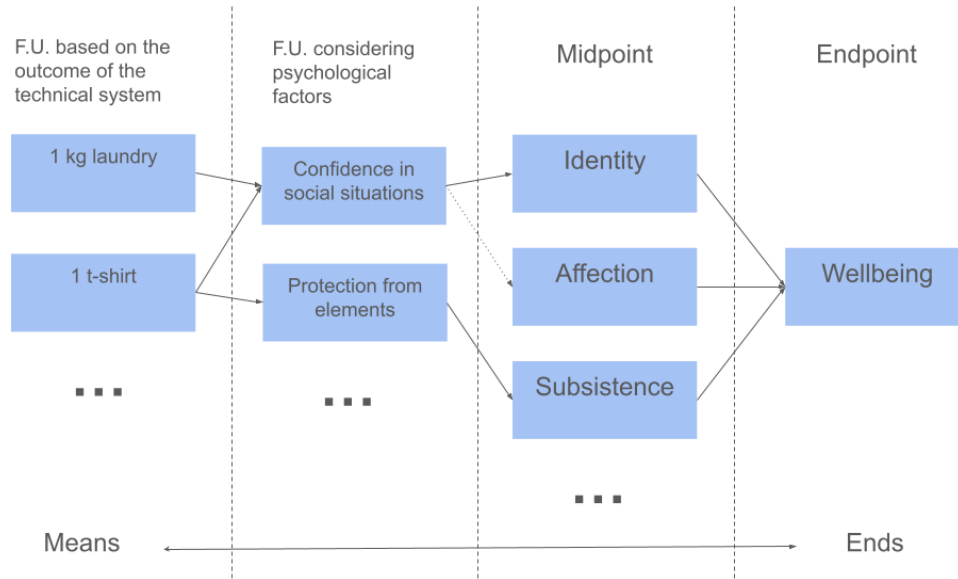 F.U. based on the
outcome of the
technical system
F.U. considering
psychological
factors
Midpoint
Endpoint
1 kg laundry
Confidence in
social situations
Identity
1 t-shirt
Protection from
elements
Affection
Wellbeing
...
...
Subsistence
...
Means
Ends